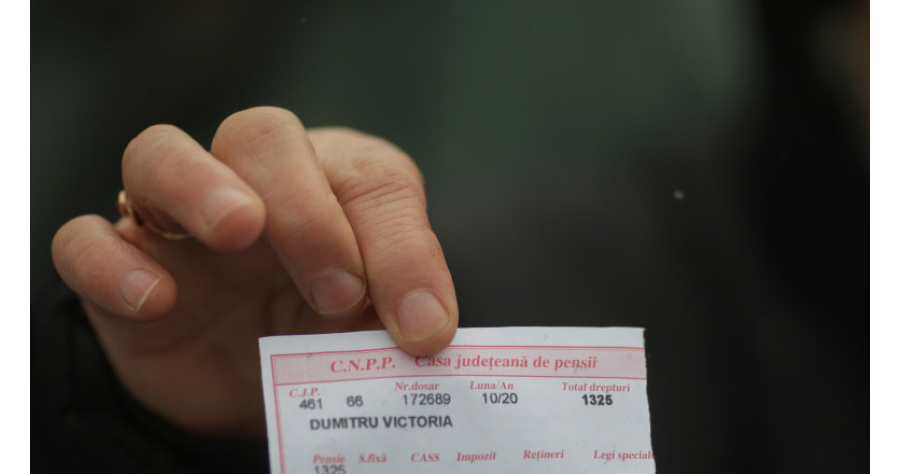 C.N.P.P. Casa județeană de pensii
C.J.P. Nr.dosar Luna/An Total drepturi
461 66 172689 10/20 1325
DUMITRU VICTORIA
Pensie S.fixă CASS Impozit Rețineri Legi special
1325